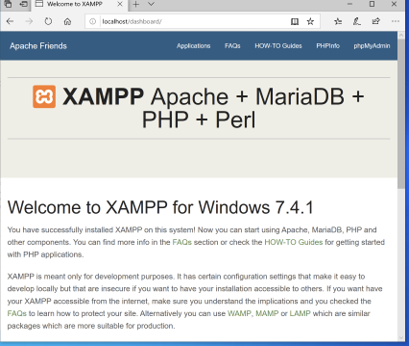 Welcome to XAMPP
localhost/dashboard/
Apache Friends Applications FAQs HOW-TO Guides PHPInfo phpMyAdmin
XAMPP Apache + MariaDB +
PHP + Perl
Welcome to XAMPP for Windows 7.4.1
You have successfully installed XAMPP on this system! Now you can start using Apache, MariaDB, PHP and
other components. You can find more info in the FAQs section or check the HOW-TO Guides for getting started
with PHP applications.
XAMPP is meant only for development purposes. It has certain configuration settings that make it easy to
develop locally but that are insecure if you want to have your installation accessible to others. If you want have
your XAMPP accessible from the internet, make sure you understand the implications and you checked the
FAQs to learn how to protect your site. Alternatively you can use WAMP, MAMP or LAMP which are similar
packages which are more suitable for production.